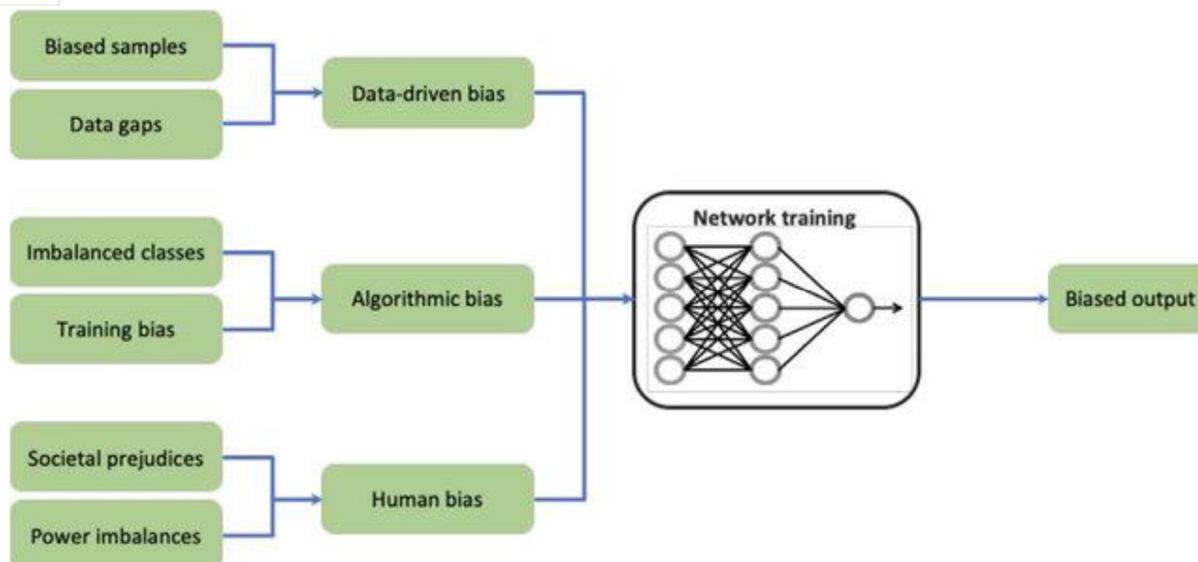 Biased samples
Data gaps
Data-driven bias
Imbalanced classes
Training bias
Algorithmic bias
Societal prejudices
Power imbalances
Human bias
Network training
Biased output